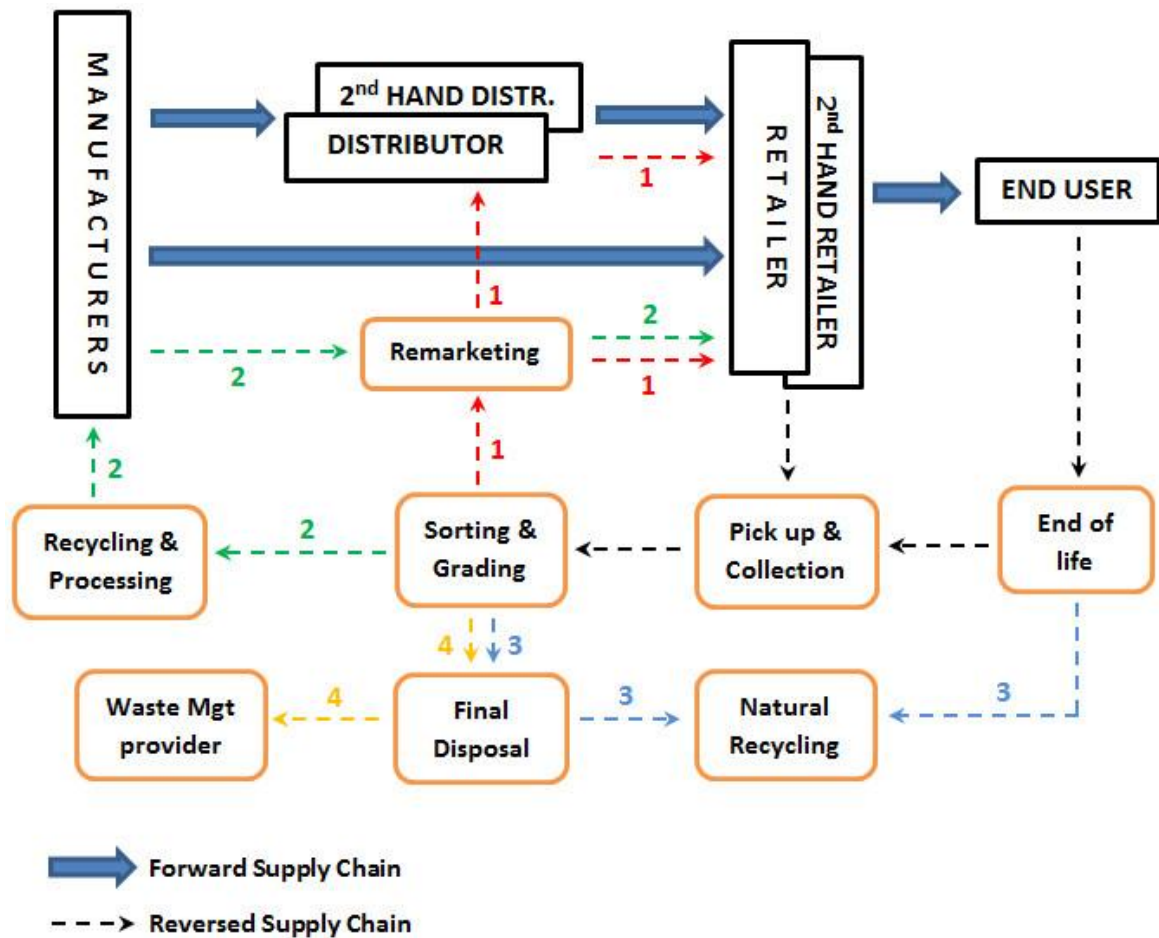 MANUFACTURERS
2nd HAND DISTR.
DISTRIBUTOR
RETAILER
2nd HAND RETAILER
END USER
1
1
2
1
2
Remarketing
2
1
2
Recycling &
Processing
Sorting &
Grading
Pick up &
Collection
End of
life
4
3
Waste Mgt
provider
4
Final
Disposal
3
Natural
Recycling
3
Forward Supply Chain
Reversed Supply Chain